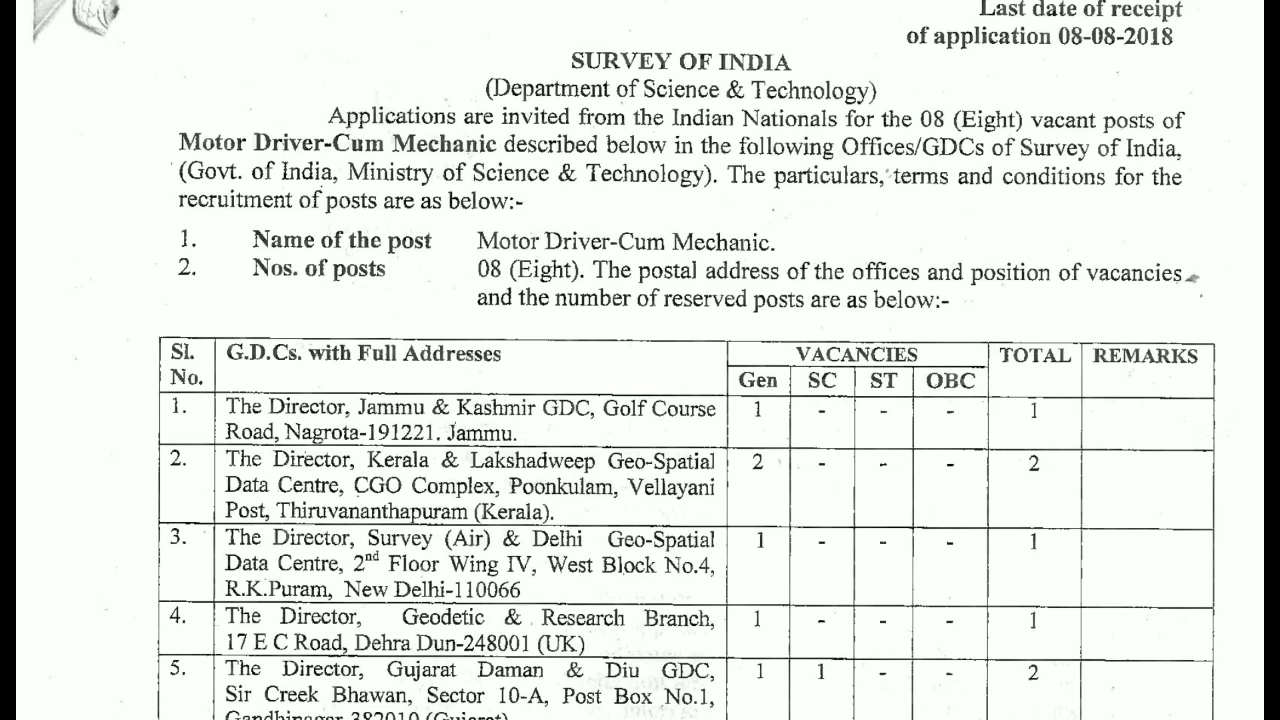 Last date of receipt
of application 08-08-2018
SURVEY OF INDIA
(Department of Science & Technology)
Applications are invited from the Indian Nationals for the 08 (Eight) vacant posts of
Motor Driver-Cum Mechanic described below in the following Offices/GDCs of Survey of India,
(Govt. of India, Ministry of Science & Technology). The particulars, terms and conditions for the
recruitment of posts are as below:-
1. Name of the post Motor Driver-Cum Mechanic.
2. Nos. of posts 08 (Eight). The postal address of the offices and position of vacancies
and the number of reserved posts are as below:-
Sl. No. G.D.Cs. with Full Addresses VACANCIES TOTAL REMARKS
Gen SC ST OBC
1. The Director, Jammu & Kashmir GDC, Golf Course 1 - - - 1
Road, Nagrota-191221. Jammu.
2. The Director, Kerala & Lakshadweep Geo-Spatial 2 - - - 2
Data Centre, CGO Complex, Poonkulam, Vellayani
Post, Thiruvananthapuram (Kerala).
3. The Director, Survey (Air) & Delhi Geo-Spatial 1 - - - 1
Data Centre, 2nd Floor Wing IV, West Block No.4,
R.K.Puram, New Delhi-110066
4. The Director, Geodetic & Research Branch, 1 - - - 1
17 E C Road, Dehra Dun-248001 (UK)
5. The Director, Gujarat Daman & Diu GDC, 1 1 - - 2
Sir Creek Bhawan, Sector 10-A, Post Box No.1,
Gandhinagar 382010 (Gujarat)